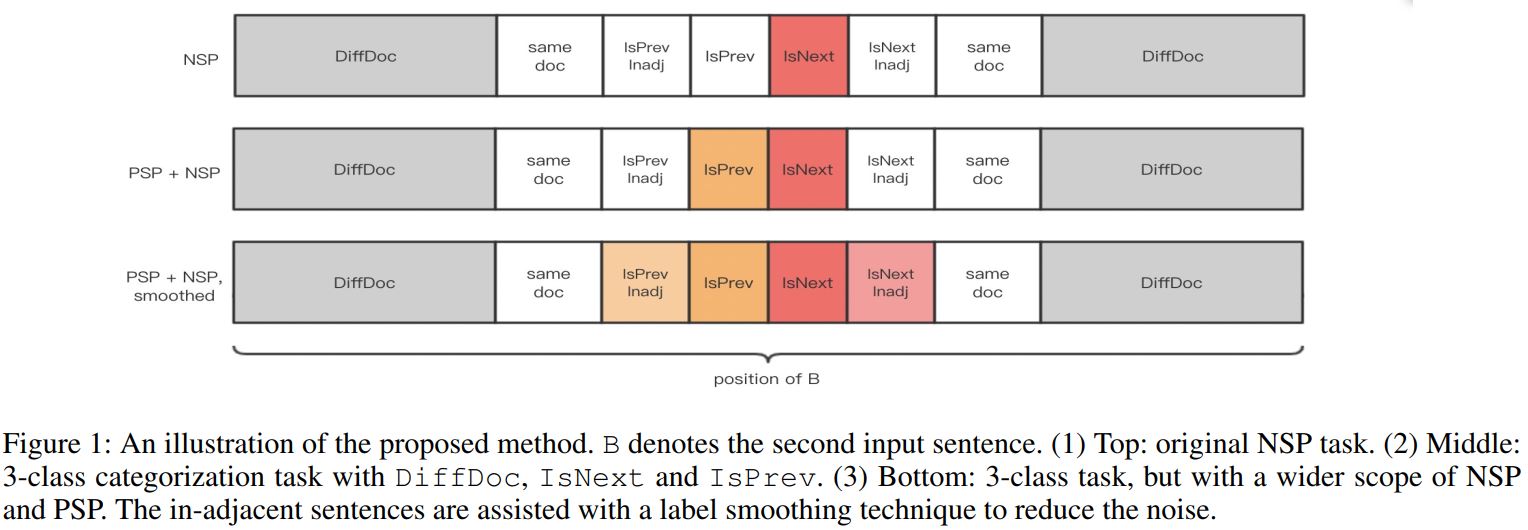 NSP DiffDoc same doc IsPrev Inadj IsPrev IsNext IsNext Inadj same doc DiffDoc
PSP + NSP DiffDoc same doc IsPrev Inadj IsPrev IsNext IsNext Inadj same doc DiffDoc
PSP + NSP, smoothed DiffDoc same doc IsPrev Inadj IsPrev IsNext IsNext Inadj same doc DiffDoc
position of B
Figure 1: An illustration of the proposed method. B denotes the second input sentence. (1) Top: original NSP task. (2) Middle:
3-class categorization task with DiffDoc, IsNext and IsPrev. (3) Bottom: 3-class task, but with a wider scope of NSP
and PSP. The in-adjacent sentences are assisted with a label smoothing technique to reduce the noise.